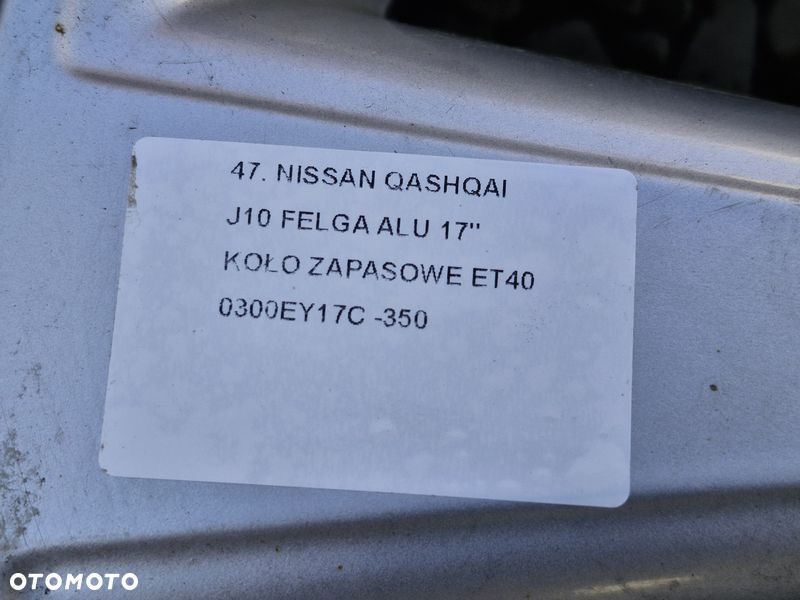 47. NISSAN QASHQAI
J10 FELGA ALU 17"
KOŁO ZAPASOWE ET40
0300EY17C -350
OTOMOTO